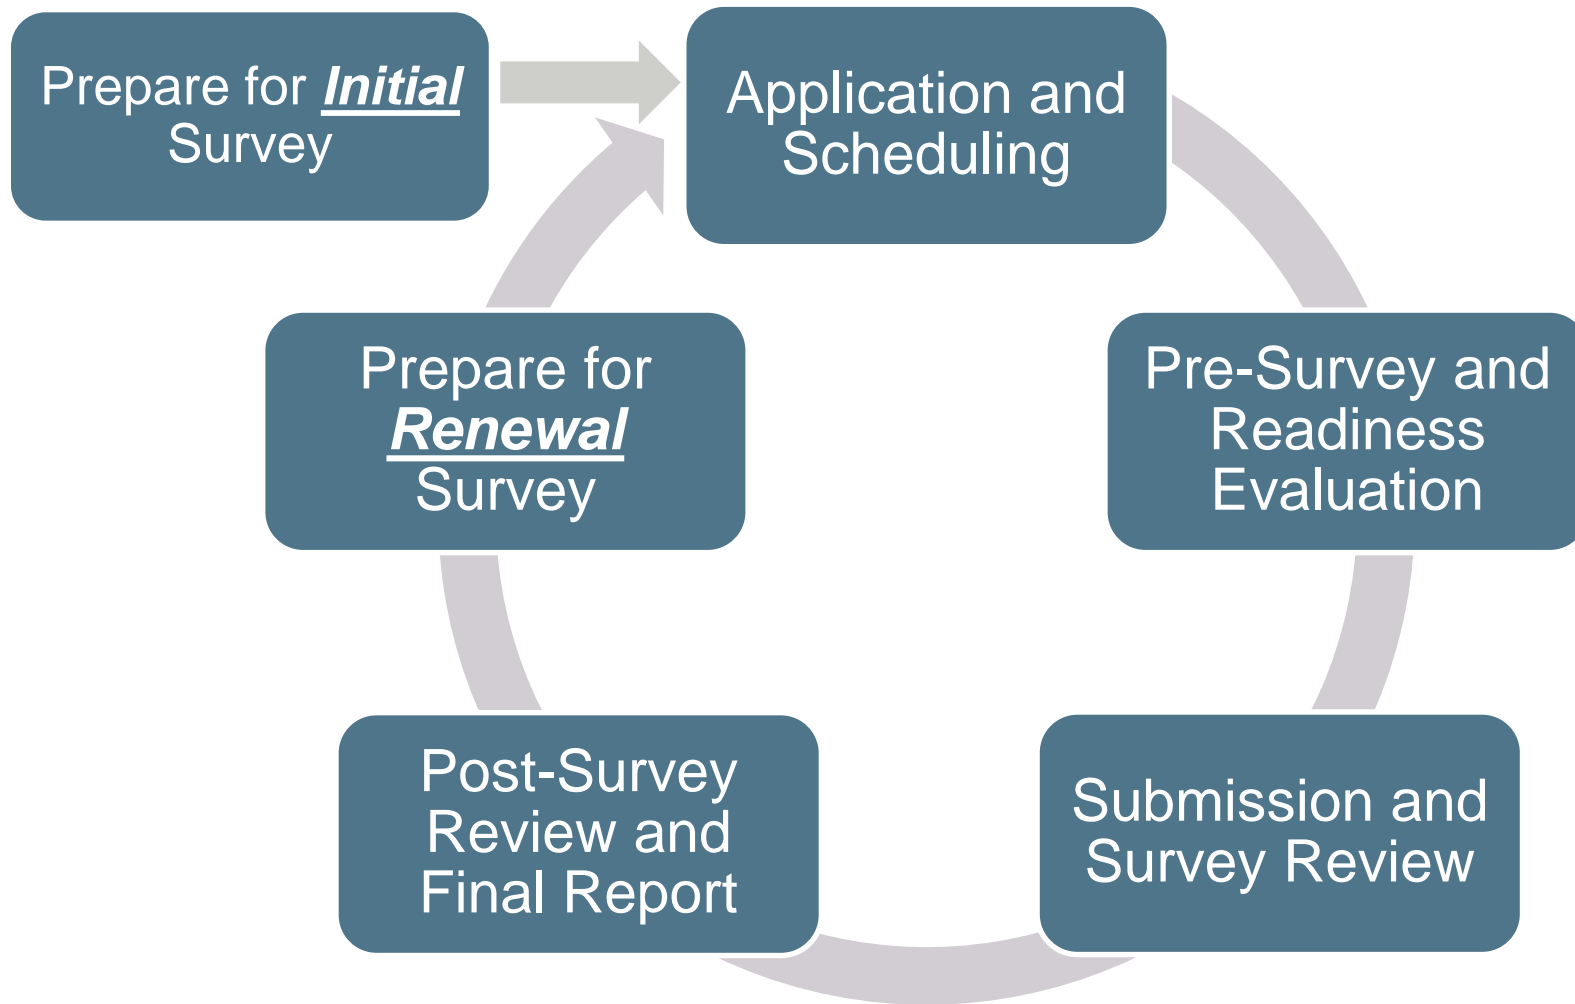 Prepare for Initial
Survey
Application and
Scheduling
Pre-Survey and
Readiness
Evaluation
Submission and
Survey Review
Post-Survey
Review and
Final Report
Prepare for
Renewal
Survey